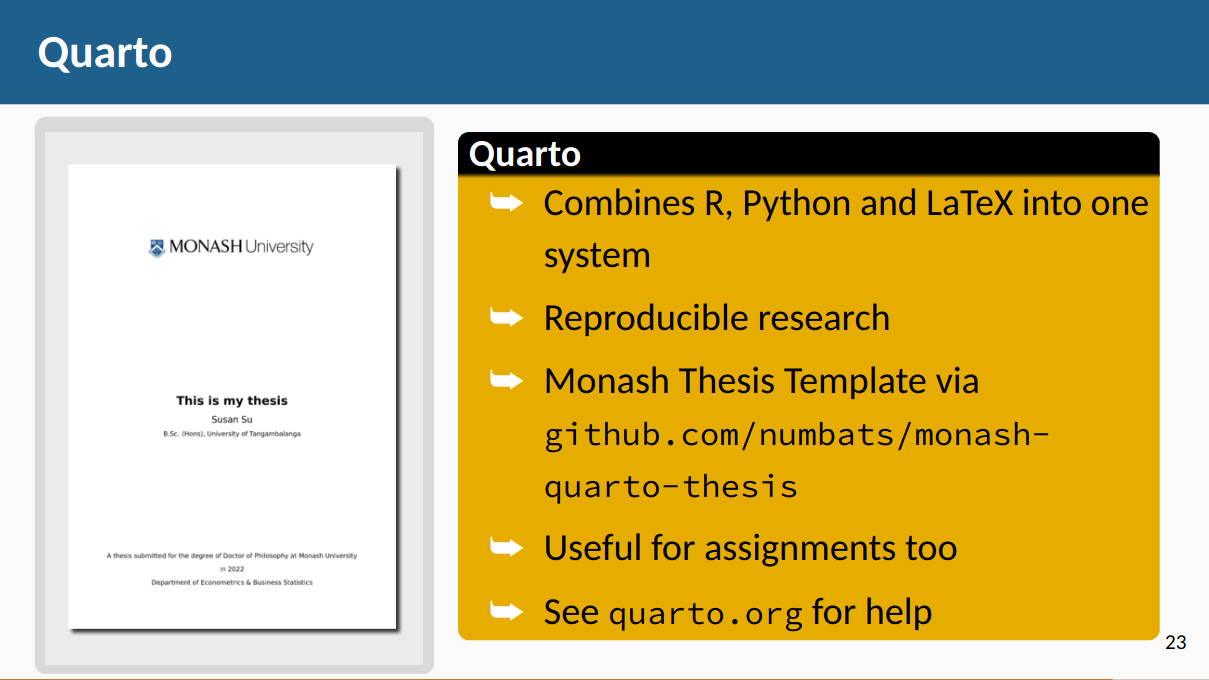 Quarto
MONASH University
This is my thesis
Susan Su
B.Sc. (Hons), University of Tangambalanga
A thesis submitted for the degree of Doctor of Philosophy at Monash University
in 2022
Department of Econometrics & Business Statistics
Quarto
Combines R, Python and LaTeX into one
system
Reproducible research
Monash Thesis Template via
github.com/numbats/monash-
quarto-thesis
Useful for assignments too
See quarto.org for help
23